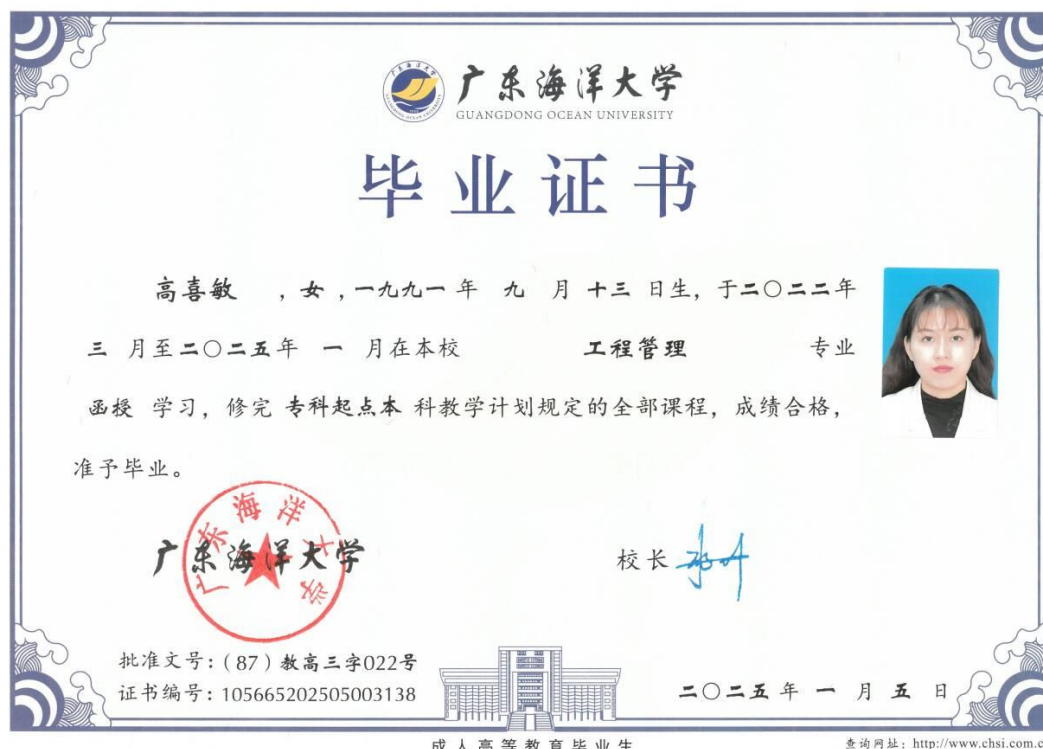 广东海洋大学
GUANGDONG OCEAN UNIVERSITY
毕业证书
高喜敏 ，女，一九九一年 九 月 十三 日生，于二〇二二年
三 月至二〇二五年 一 月在本校 工程管理 专业
函授 学习，修完 专科起点本 科教学计划规定的全部课程，成绩合格，
准予毕业。
广东海洋大学
广东海洋大学
校长
批准文号：（87）教高三字022号
证书编号：105665202505003138
二〇二五年 一 月 五 日
成人高等教育毕业生
查询网址：http://www.chsi.com.c